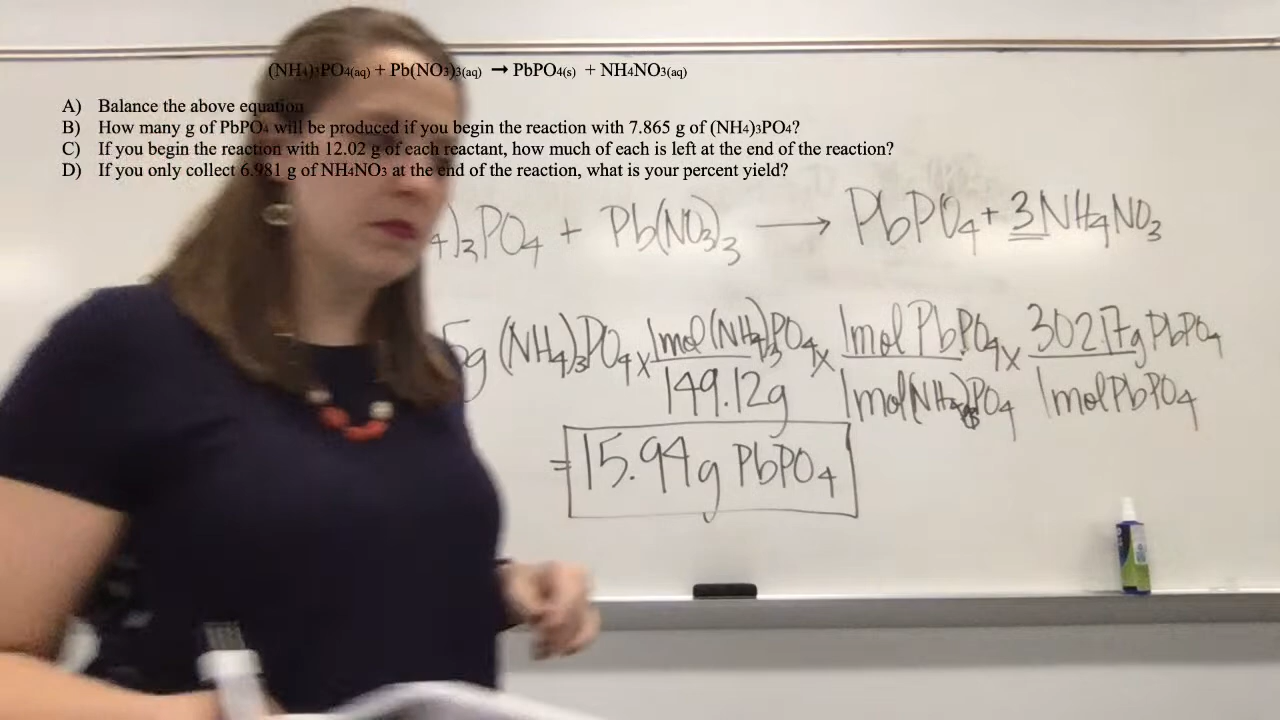 (NH4)3PO4(aq) + Pb(NO3)3(aq) → PbPO4(s) + NH4NO3(aq)
A) Balance the above equation
B) How many g of PbPO4 will be produced if you begin the reaction with 7.865 g of (NH4)3PO4?
C) If you begin the reaction with 12.02 g of each reactant, how much of each is left at the end of the reaction?
D) If you only collect 6.981 g of NH4NO3 at the end of the reaction, what is your percent yield?
4)3PO4 + Pb(NO3)3 → PbPO4 + 3NH4NO3
5g (NH4)3PO4 x 1mol (NH4)3PO4 x 1mol PbPO4 x 302.17g PbPO4
149.12g 1mol(NH4)3PO4 1mol PbPO4
= 15.94g PbPO4